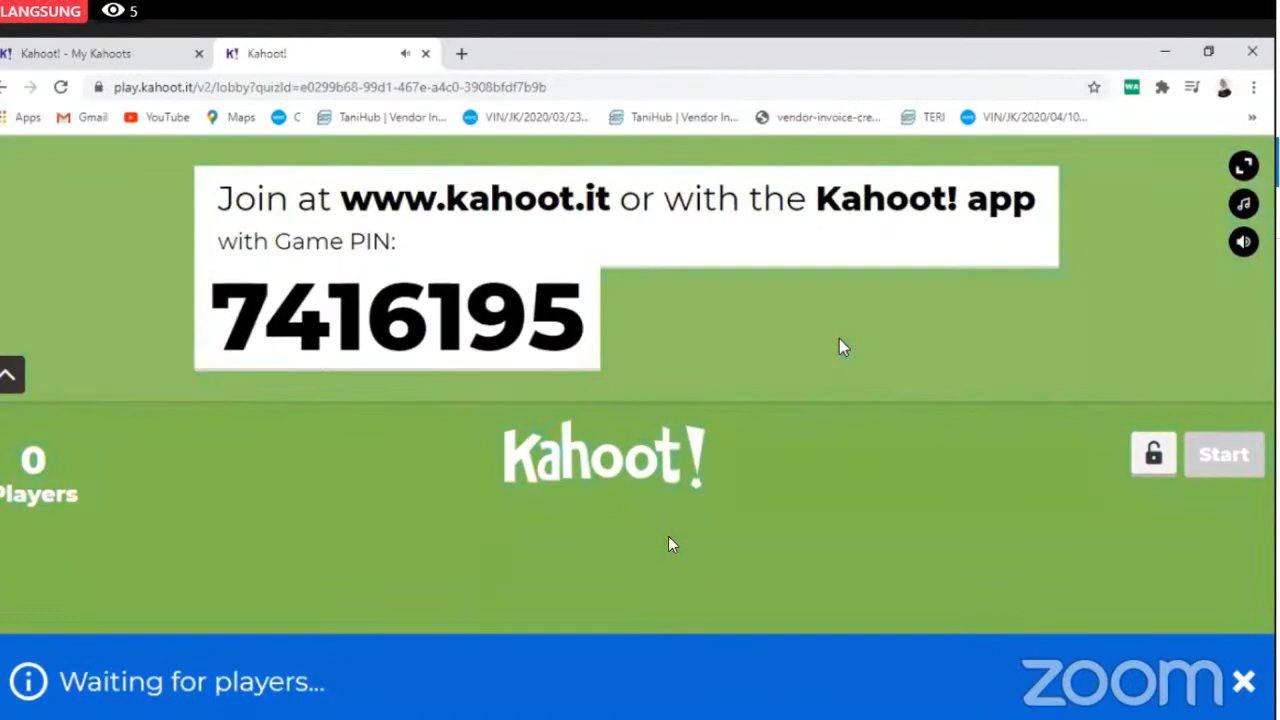 LANGSUNG 5
K! Kahoot! - My Kahoots K! Kahoot!
play.kahoot.it/v2/lobby?quizId=e0299b68-99d1-467e-a4c0-3908bfdf7b9b WA
Apps Gmail YouTube Maps C TaniHub | Vendor In... VIN/JK/2020/03/23... TaniHub | Vendor In... vendor-invoice-cre... TERI VIN/JK/2020/04/10... »
Join at www.kahoot.it or with the Kahoot! app
with Game PIN:
7416195
Kahoot!
0
Players
Start
Waiting for players...
zoom